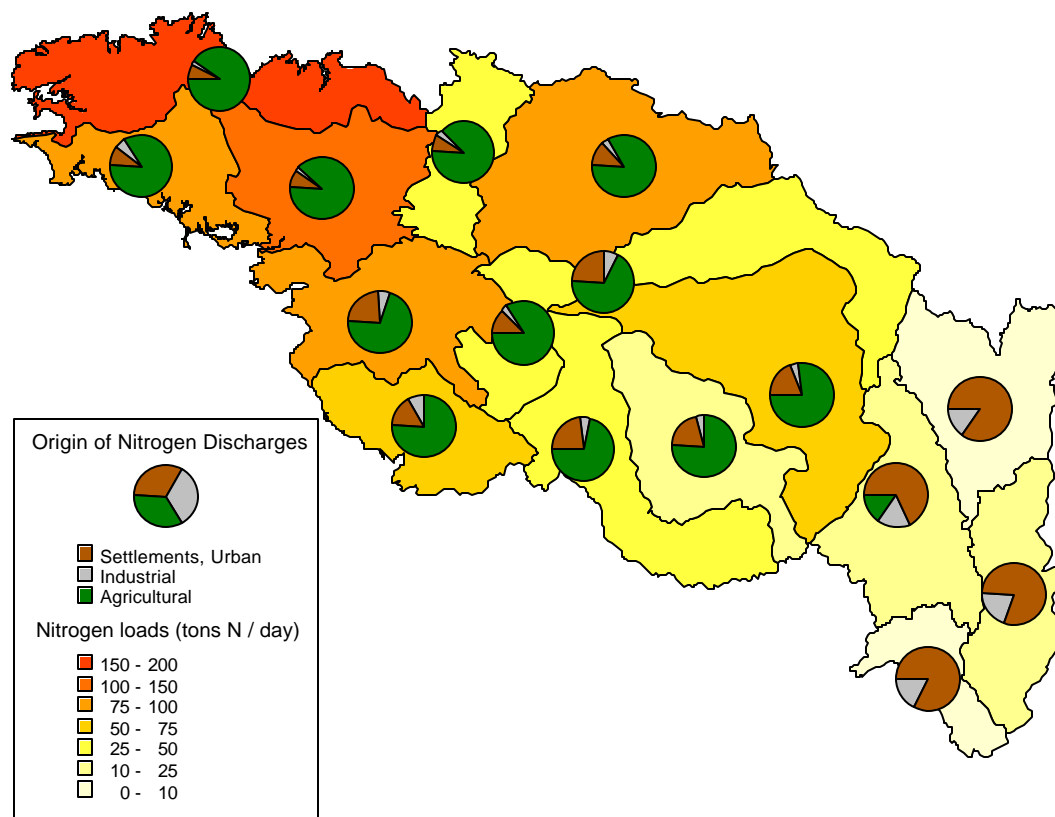 Origin of Nitrogen Discharges
Settlements, Urban
Industrial
Agricultural
Nitrogen loads (tons N / day)
150 - 200
100 - 150
75 - 100
50 - 75
25 - 50
10 - 25
0 - 10